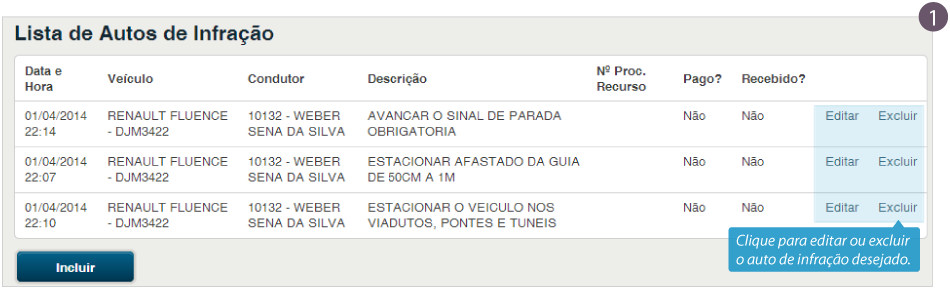 1
Lista de Autos de Infração
Data e Hora Veículo Condutor Descrição Nº Proc. Recurso Pago? Recebido?
01/04/2014 RENAULT FLUENCE 10132 - WEBER AVANCAR O SINAL DE PARADA Não Não Editar Excluir
22:14 - DJM3422 SENA DA SILVA OBRIGATORIA
01/04/2014 RENAULT FLUENCE 10132 - WEBER ESTACIONAR AFASTADO DA GUIA Não Não Editar Excluir
22:07 - DJM3422 SENA DA SILVA DE 50CM A 1M
01/04/2014 RENAULT FLUENCE 10132 - WEBER ESTACIONAR O VEICULO NOS Não Não Editar Excluir
22:10 - DJM3422 SENA DA SILVA VIADUTOS, PONTES E TUNEIS
Clique para editar ou excluir
o auto de infração desejado.
Incluir